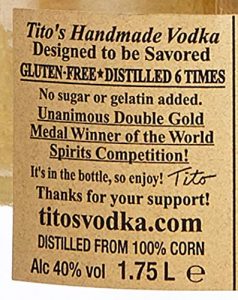 Tito's Handmade Vodka
Designed to be Savored
GLUTEN-FREE★DISTILLED 6 TIMES
No sugar or gelatin added.
Unanimous Double Gold
Medal Winner of the World
Spirits Competition!
It's in the bottle, so enjoy! Tito
Thanks for your support!
titosvodka.com
DISTILLED FROM 100% CORN
Alc 40% vol 1.75 L ℮